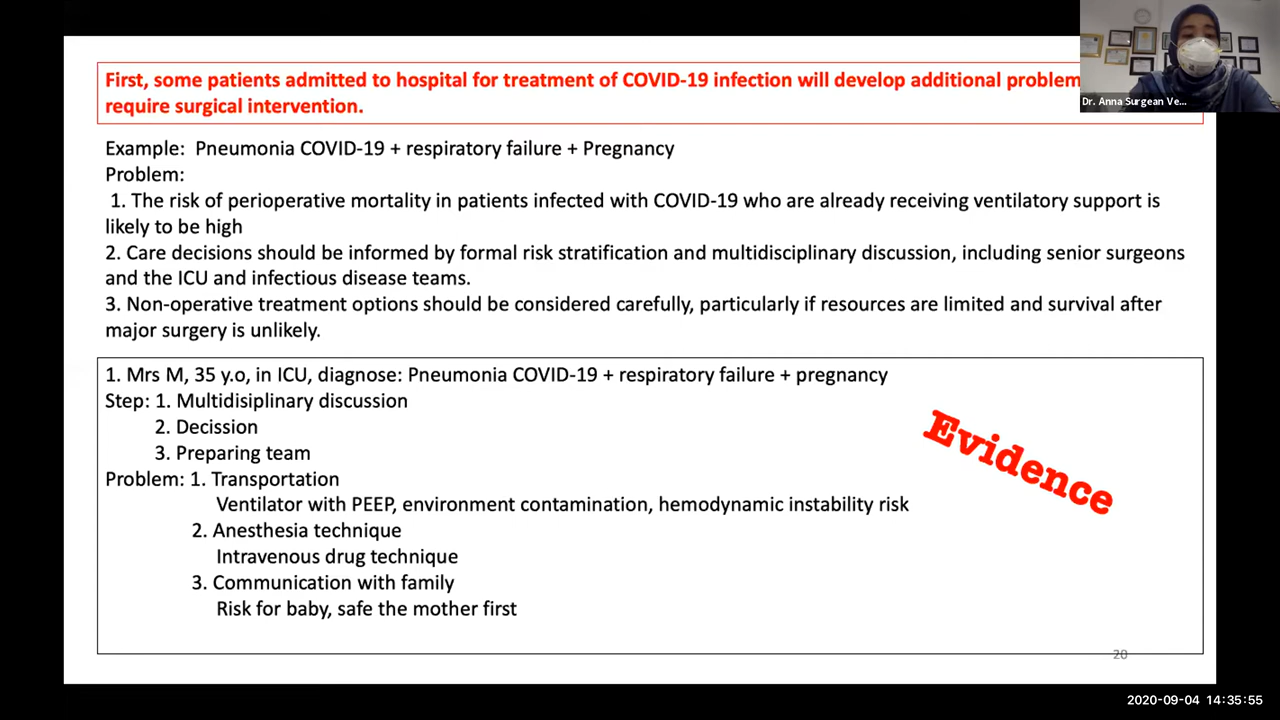 First, some patients admitted to hospital for treatment of COVID-19 infection will develop additional problem
require surgical intervention.
Dr. Anna Surgean Ve...
Example: Pneumonia COVID-19 + respiratory failure + Pregnancy
Problem:
1. The risk of perioperative mortality in patients infected with COVID-19 who are already receiving ventilatory support is
likely to be high
2. Care decisions should be informed by formal risk stratification and multidisciplinary discussion, including senior surgeons
and the ICU and infectious disease teams.
3. Non-operative treatment options should be considered carefully, particularly if resources are limited and survival after
major surgery is unlikely.
1. Mrs M, 35 y.o, in ICU, diagnose: Pneumonia COVID-19 + respiratory failure + pregnancy
Step: 1. Multidisiplinary discussion
2. Decission
3. Preparing team
Problem: 1. Transportation
Ventilator with PEEP, environment contamination, hemodynamic instability risk
2. Anesthesia technique
Intravenous drug technique
3. Communication with family
Risk for baby, safe the mother first
Evidence
20
2020-09-04 14:35:55